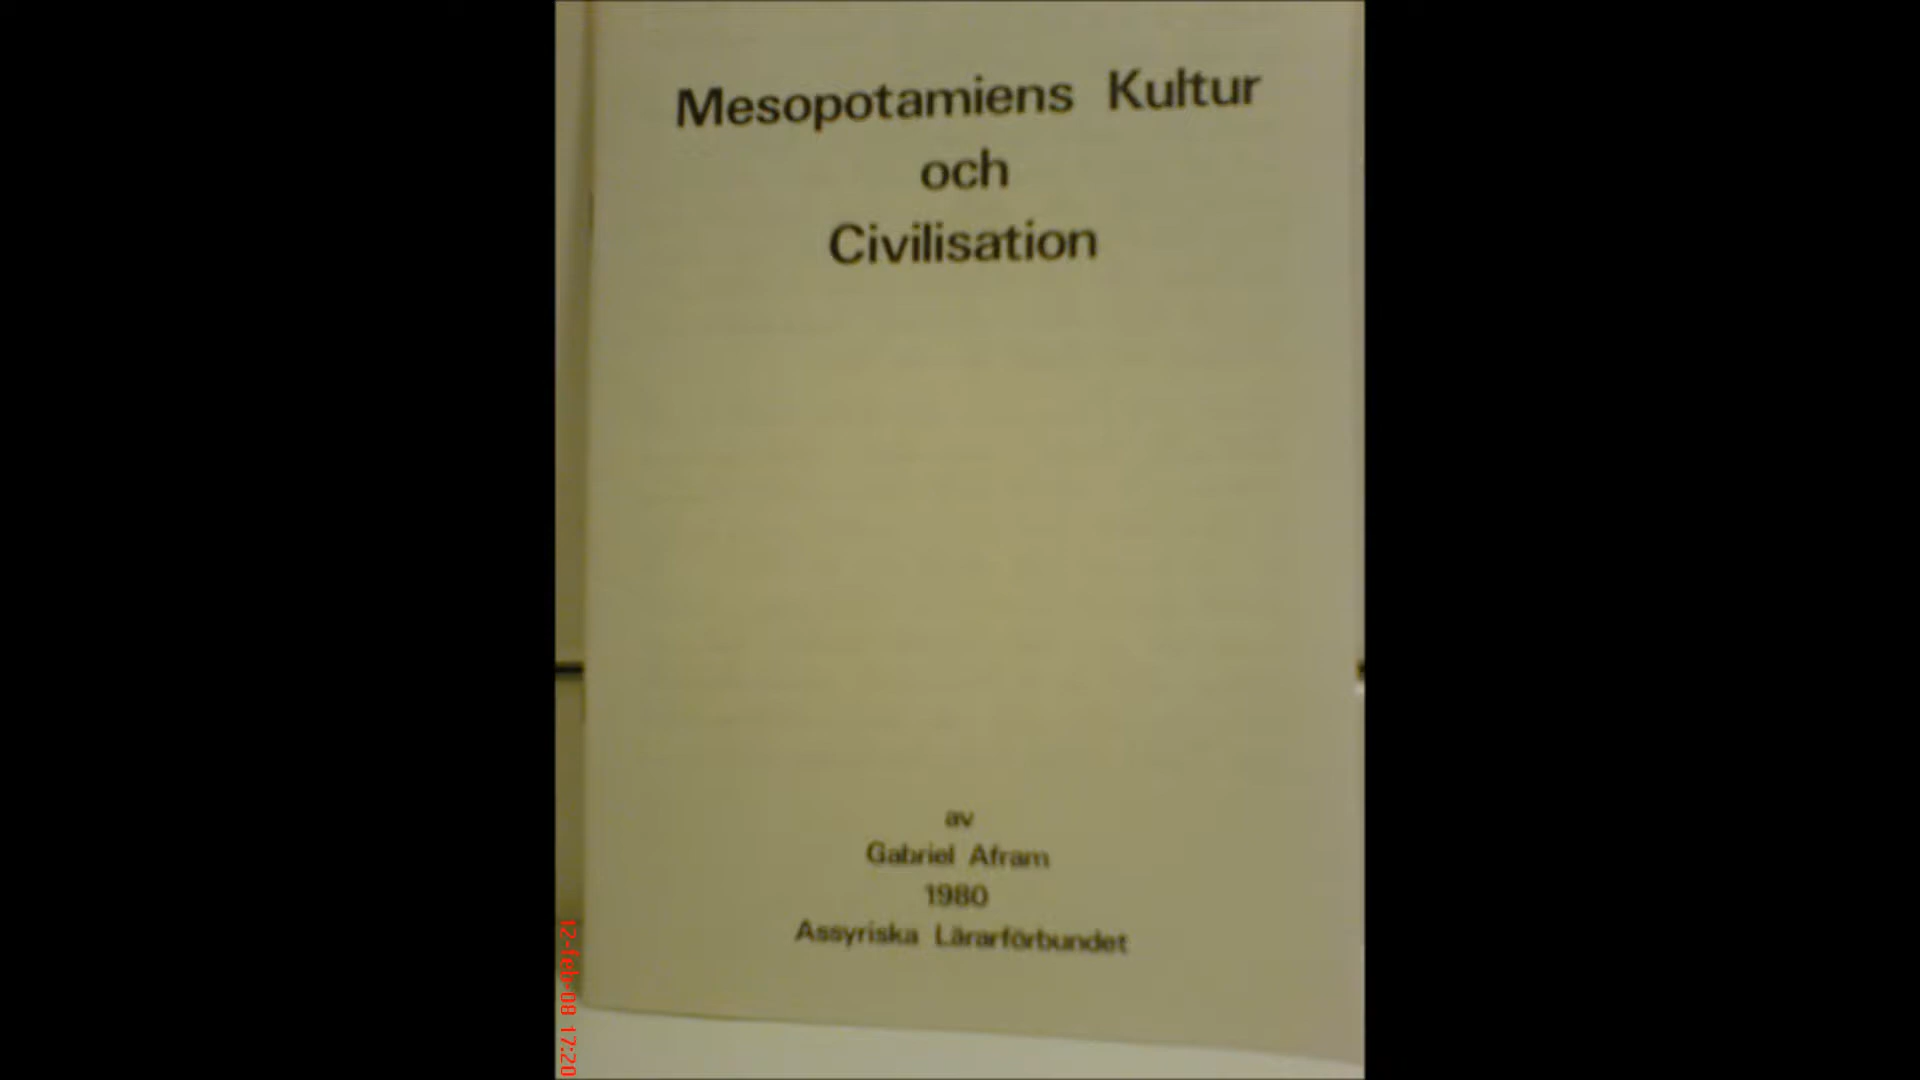 Mesopotamiens Kultur
och
Civilisation
av
Gabriel Afram
1980
Assyriska Lärarförbundet
12-feb-08 17:20